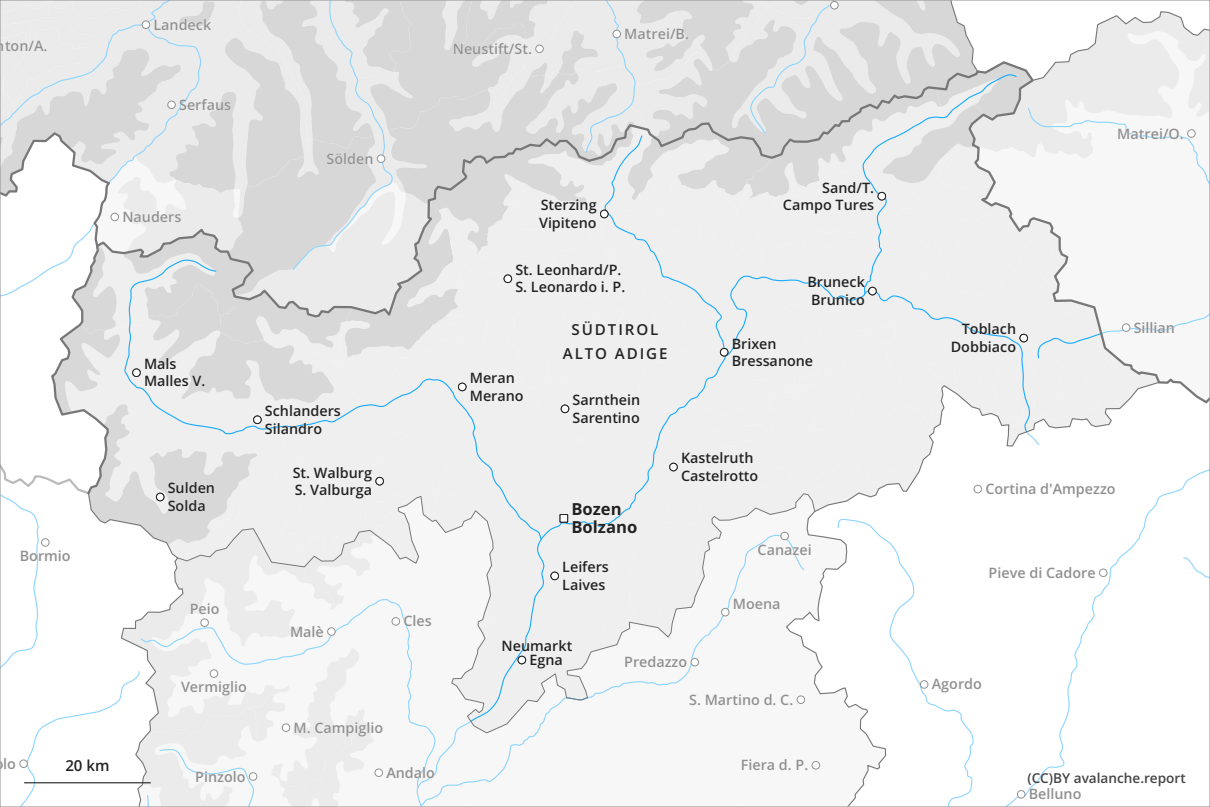 Landeck
nton/A.
Neustift/St.
Matrei/B.
Serfaus
Matrei/O.
Sölden
Nauders
Sand/T.
Campo Tures
Sterzing
Vipiteno
St. Leonhard/P.
S. Leonardo i. P.
Bruneck
Brunico
SÜDTIROL
ALTO ADIGE
Toblach
Dobbiaco
Sillian
Brixen
Bressanone
Mals
Malles V.
Meran
Merano
Sarnthein
Sarentino
Schlanders
Silandro
Kastelruth
Castelrotto
St. Walburg
S. Valburga
Sulden
Solda
Cortina d'Ampezzo
Bozen
Bolzano
Bormio
Canazei
Leifers
Laives
Pieve di Cadore
Peio
Moena
Malè
Cles
Neumarkt
Egna
Predazzo
Vermiglio
Agordo
S. Martino d. C.
M. Campiglio
olo
20 km
Pinzolo
Andalo
Fiera d. P.
(CC)BY avalanche.report
Belluno